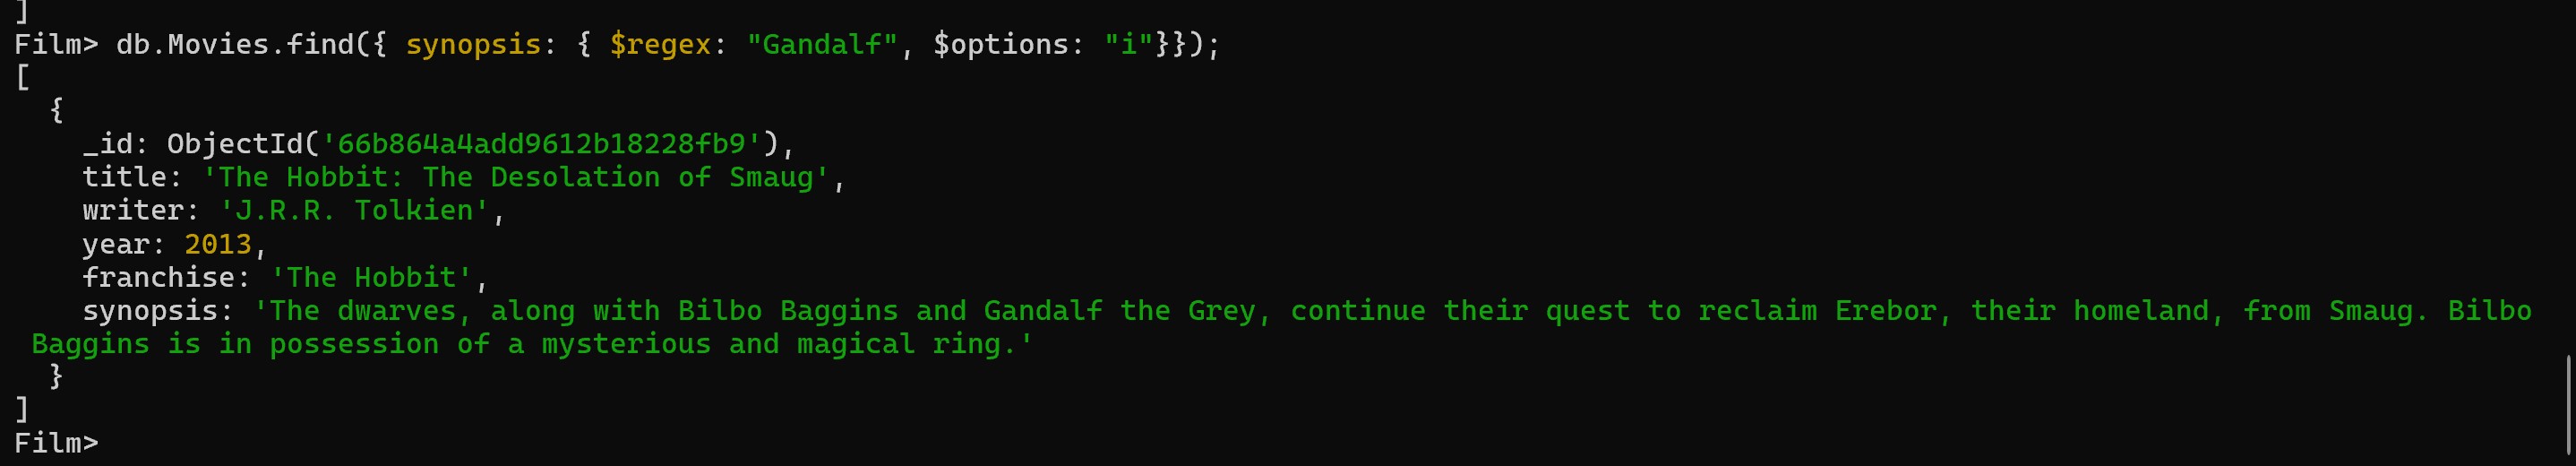 ]
Film> db.Movies.find({ synopsis: { $regex: "Gandalf", $options: "i"}});
[
  {
    _id: ObjectId('66b864a4add9612b18228fb9'),
    title: 'The Hobbit: The Desolation of Smaug',
    writer: 'J.R.R. Tolkien',
    year: 2013,
    franchise: 'The Hobbit',
    synopsis: 'The dwarves, along with Bilbo Baggins and Gandalf the Grey, continue their quest to reclaim Erebor, their homeland, from Smaug. Bilbo
 Baggins is in possession of a mysterious and magical ring.'
  }
]
Film>